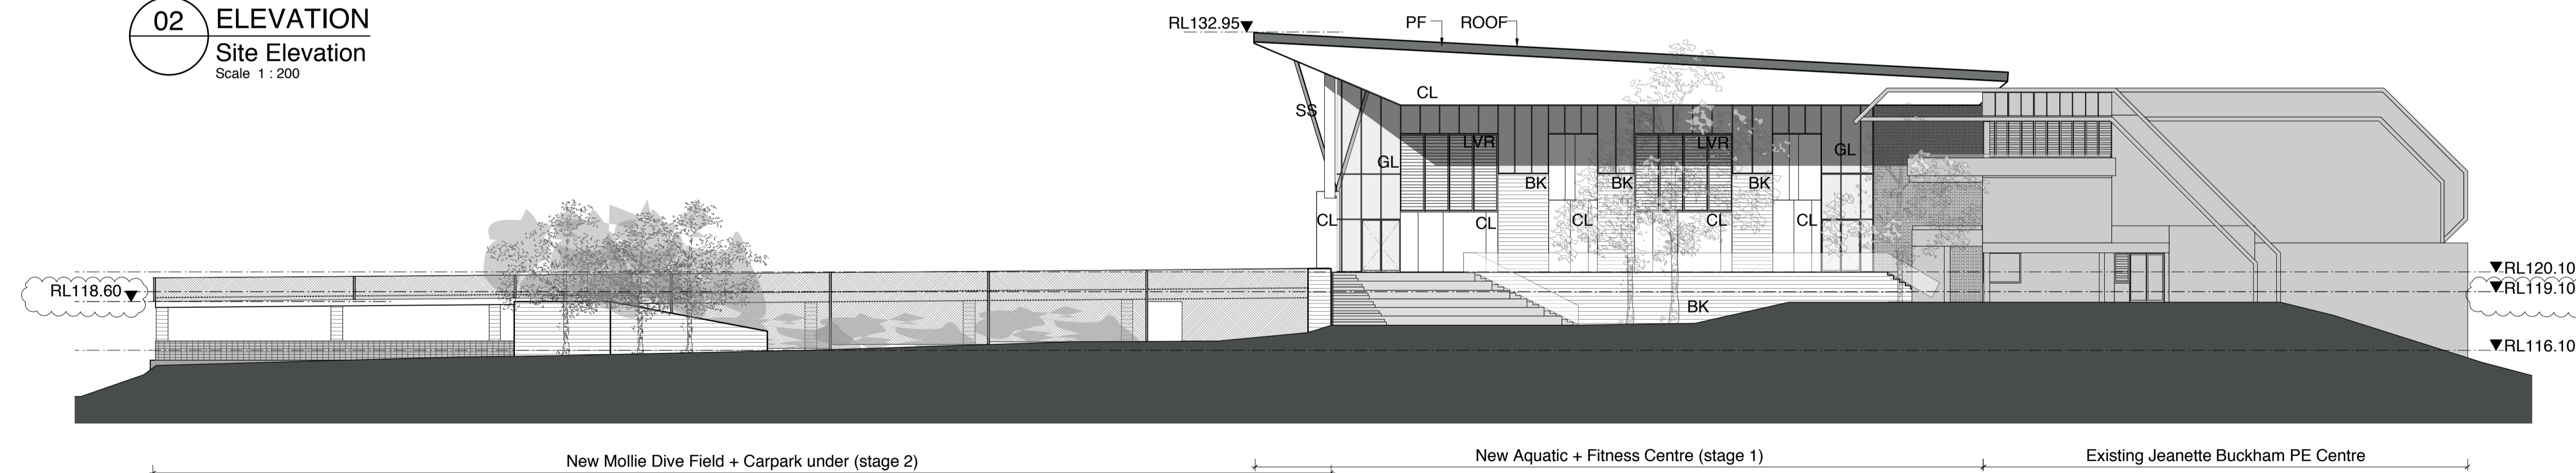 02 ELEVATION
Site Elevation
Scale 1 : 200
RL132.95
PF ROOF
CL
SS
LVR LVR
GL GL
BK BK BK
CL CL CL CL CL
RL118.60
RL120.10
RL119.10
BK
RL116.10
New Mollie Dive Field + Carpark under (stage 2)
New Aquatic + Fitness Centre (stage 1)
Existing Jeanette Buckham PE Centre